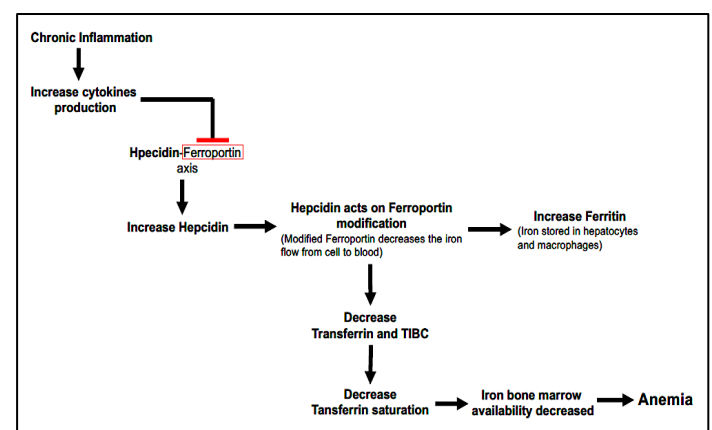 Chronic Inflammation
Increase cytokines
production
Hpecidin-Ferroportin
axis
Increase Hepcidin
Hepcidin acts on Ferroportin
modification
(Modified Ferroportin decreases the iron
flow from cell to blood)
Increase Ferritin
(Iron stored in hepatocytes
and macrophages)
Decrease
Transferrin and TIBC
Decrease
Tansferrin saturation
Iron bone marrow
availability decreased
Anemia